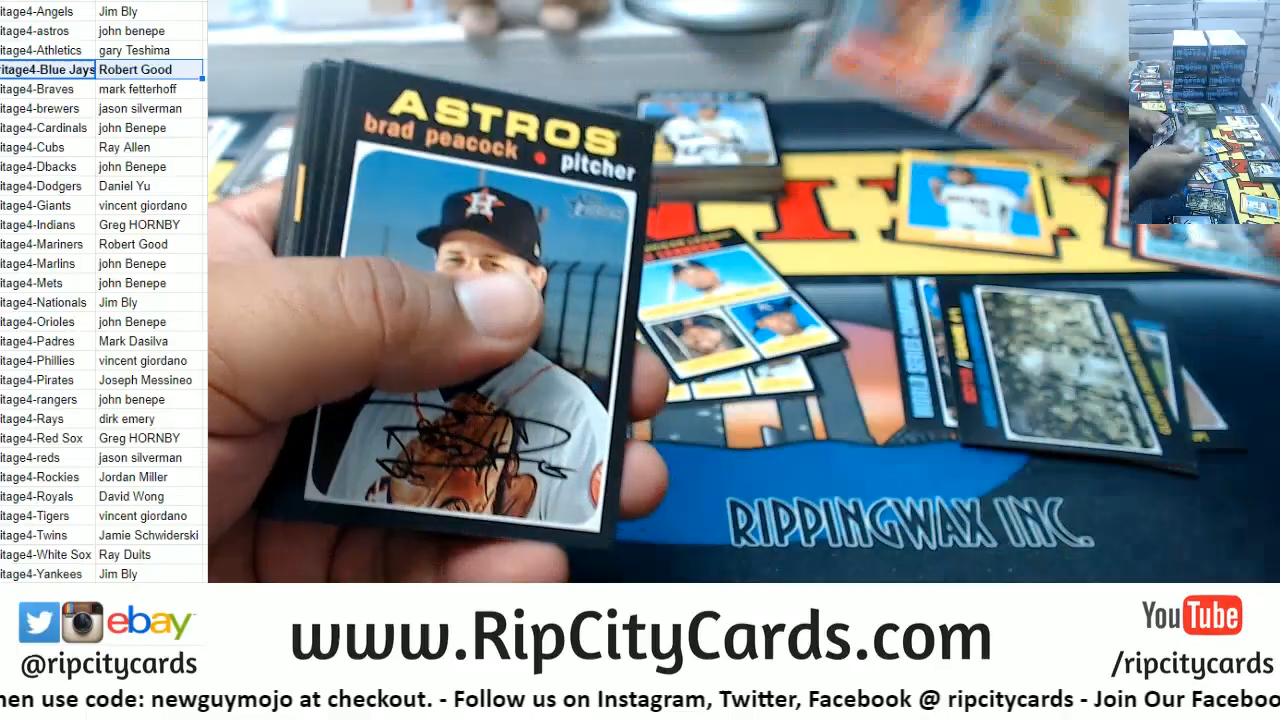 itage4-Angels Jim Bly
itage4-astros john benepe
itage4-Athletics gary Teshima
ritage4-Blue Jays Robert Good
itage4-Braves mark fetterhoff
itage4-brewers jason silverman
itage4-Cardinals john Benepe
itage4-Cubs Ray Allen
itage4-Dbacks john Benepe
itage4-Dodgers Daniel Yu
itage4-Giants vincent giordano
itage4-Indians Greg HORNBY
itage4-Mariners Robert Good
itage4-Marlins john Benepe
itage4-Mets john Benepe
itage4-Nationals Jim Bly
itage4-Orioles john Benepe
itage4-Padres Mark Dasilva
itage4-Phillies vincent giordano
itage4-Pirates Joseph Messineo
itage4-rangers john benepe
itage4-Rays dirk emery
itage4-Red Sox Greg HORNBY
itage4-reds jason silverman
itage4-Rockies Jordan Miller
itage4-Royals David Wong
itage4-Tigers vincent giordano
itage4-Twins Jamie Schwiderski
itage4-White Sox Ray Duits
itage4-Yankees Jim Bly
ASTROS
brad peacock • pitcher
RIPPINGWAX INC.
ebay
@ripcitycards
www.RipCityCards.com
YouTube
/ripcitycards
hen use code: newguymojo at checkout. - Follow us on Instagram, Twitter, Facebook @ ripcitycards - Join Our Faceboo